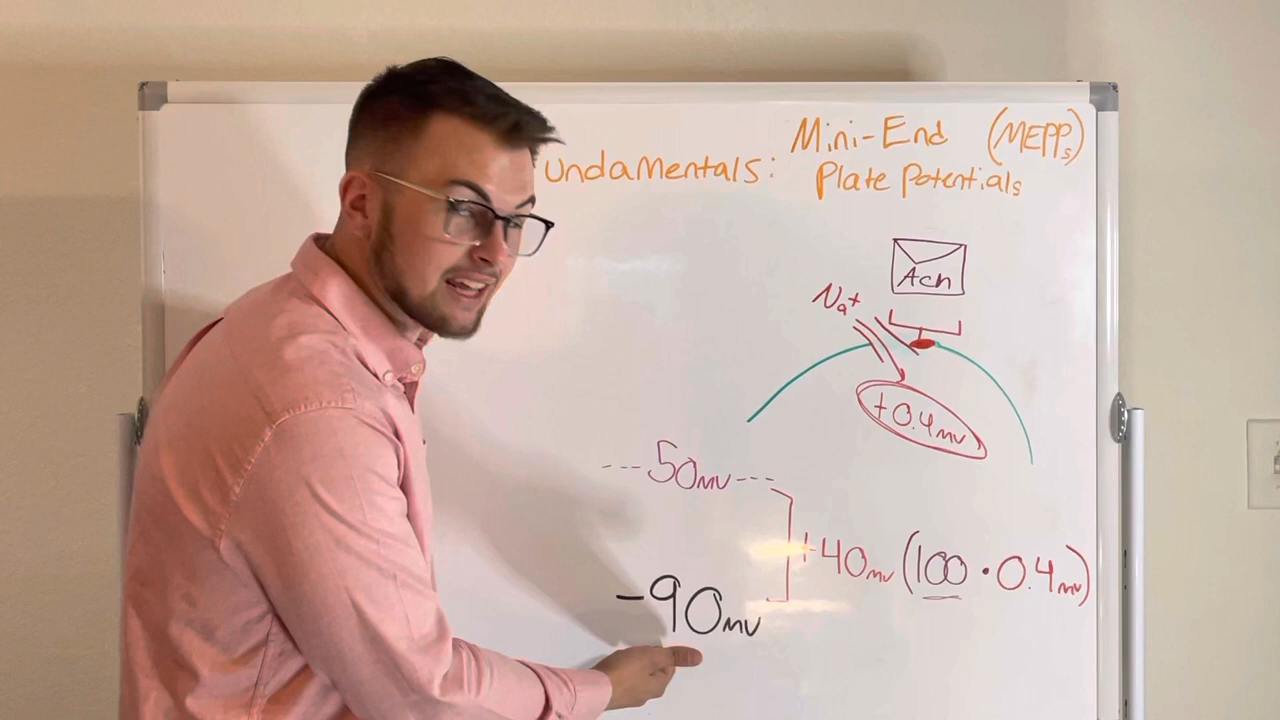 undamentals: Mini-End (MEPPs)
Plate Potentials
Ach
Na+
+0.4mv
---50mv---
+40mv (100 • 0.4mv)
-90mv